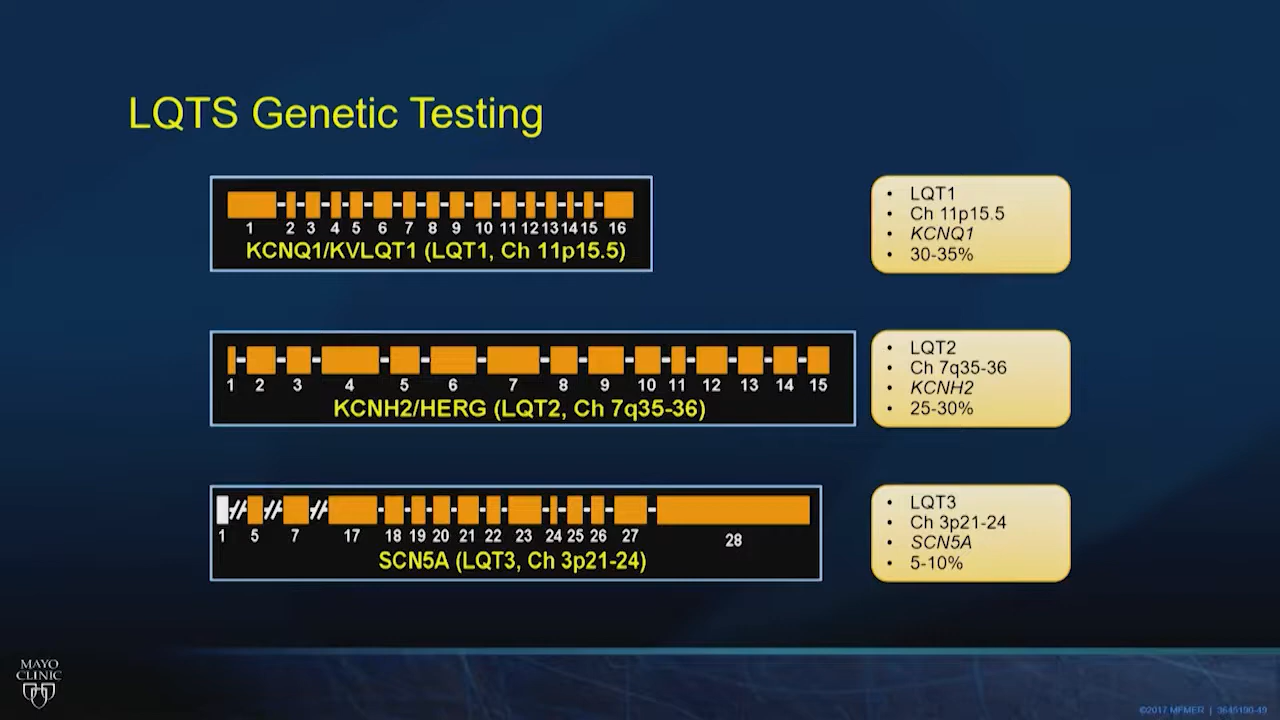 LQTS Genetic Testing
1 2 3 4 5 6 7 8 9 10 11 12 13 14 15 16
KCNQ1/KVLQT1 (LQT1, Ch 11p15.5)
• LQT1
• Ch 11p15.5
• KCNQ1
• 30-35%
1 2 3 4 5 6 7 8 9 10 11 12 13 14 15
KCNH2/HERG (LQT2, Ch 7q35-36)
• LQT2
• Ch 7q35-36
• KCNH2
• 25-30%
1 5 7 17 18 19 20 21 22 23 24 25 26 27 28
SCN5A (LQT3, Ch 3p21-24)
• LQT3
• Ch 3p21-24
• SCN5A
• 5-10%
MAYO
CLINIC
©2017 MFMER | 3645190-49